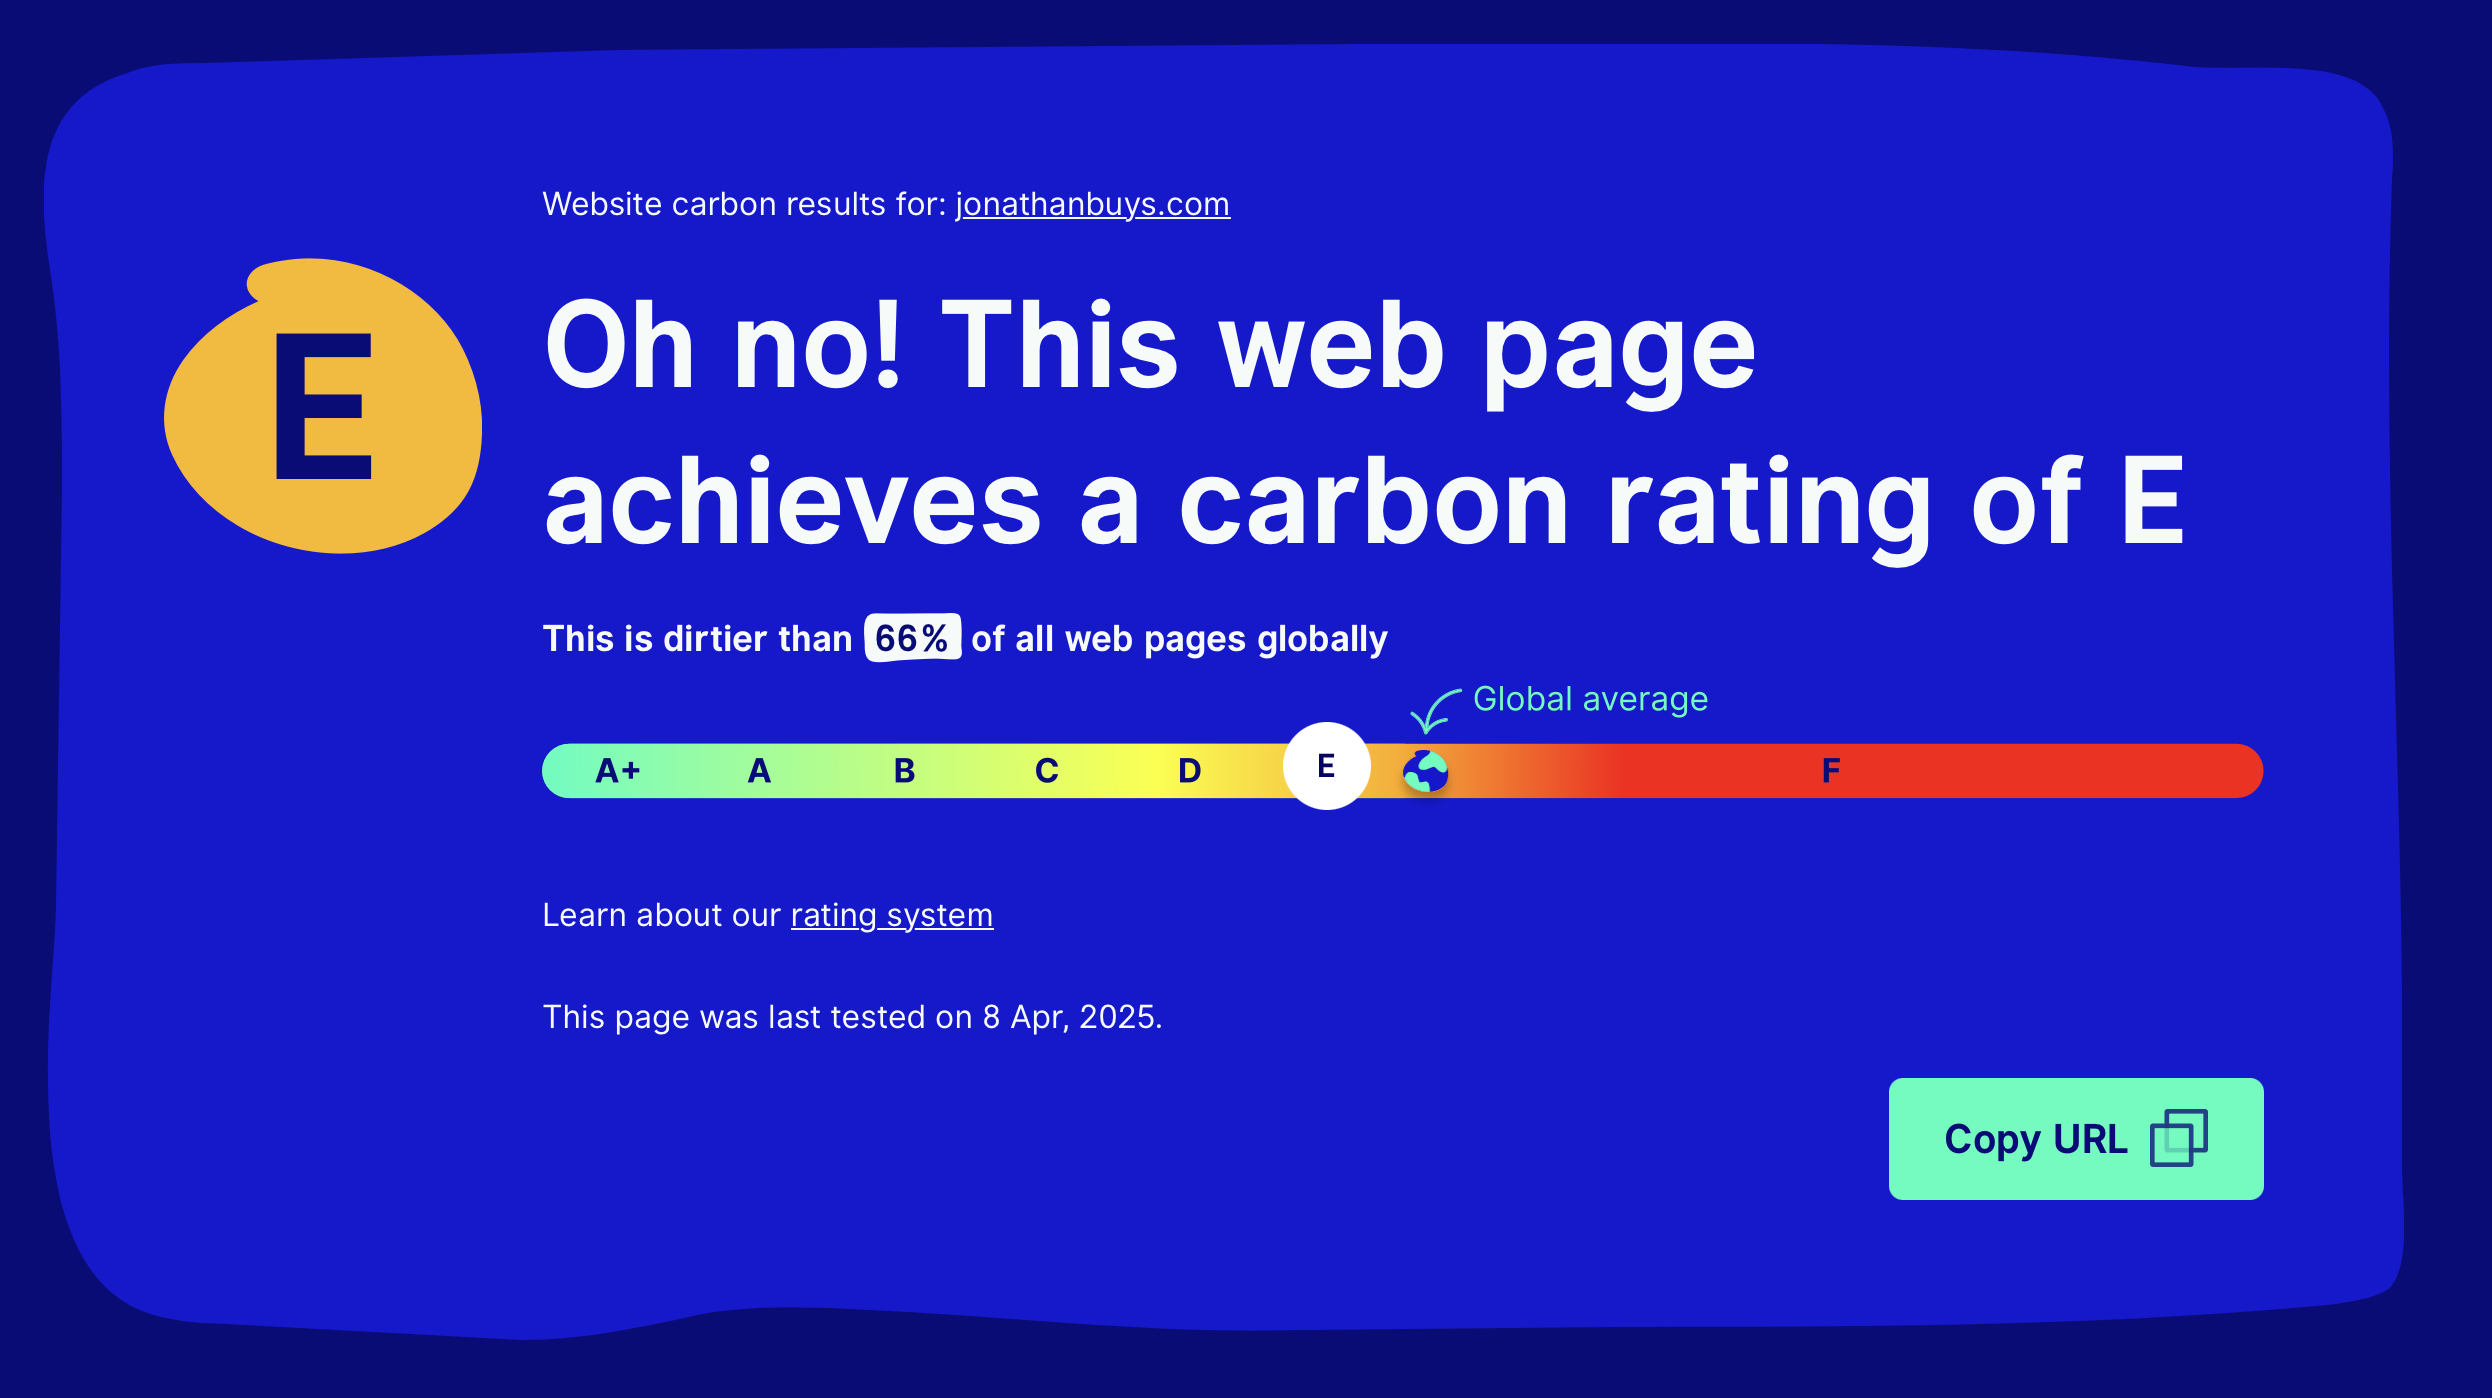 Website carbon results for: jonathanbuys.com
E
Oh no! This web page
achieves a carbon rating of E
This is dirtier than 66% of all web pages globally
Global average
A+ A B C D E F
Learn about our rating system
This page was last tested on 8 Apr, 2025.
Copy URL